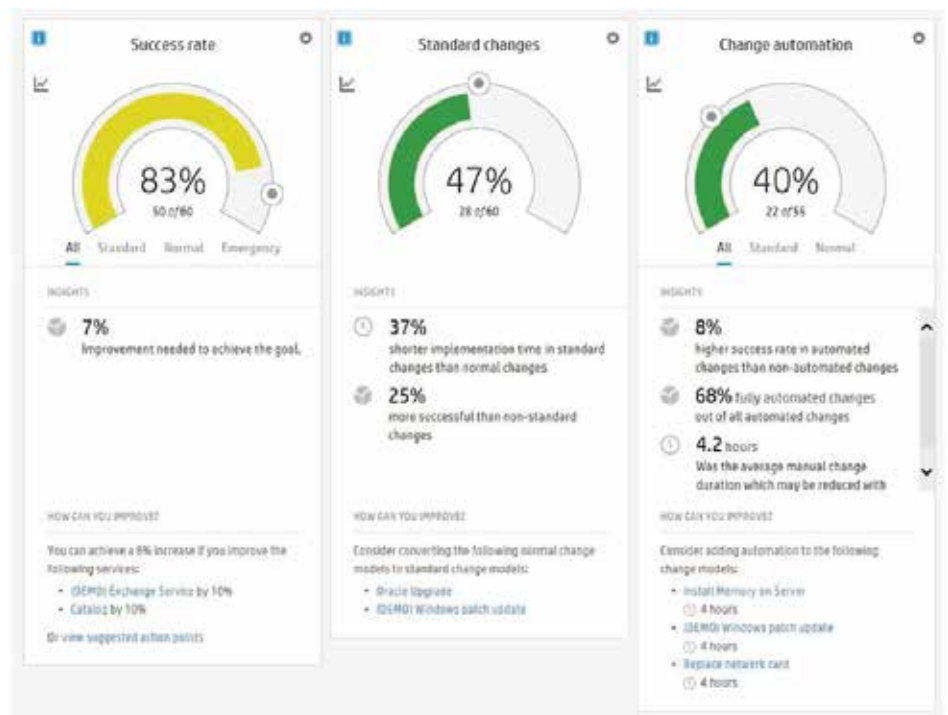 Success rate
83%
50 of 60
All Standard Normal Emergency
INSIGHTS
7%
Improvement needed to achieve the goal.
HOW CAN YOU IMPROVE?
You can achieve a 8% increase if you improve the
following services:
• (DEMO) Exchange Service by 10%
• Catalog by 10%
Or view suggested action points
Standard changes
47%
28 of 60
INSIGHTS
37%
shorter implementation time in standard
changes than normal changes
25%
more successful than non-standard
changes
HOW CAN YOU IMPROVE?
Consider converting the following normal change
models to standard change models:
• Oracle Upgrade
• (DEMO) Windows patch update
Change automation
40%
22 of 55
All Standard Normal
INSIGHTS
8%
higher success rate in automated
changes than non-automated changes
68% fully automated changes
out of all automated changes
4.2 hours
Was the average manual change
duration which may be reduced with
HOW CAN YOU IMPROVE?
Consider adding automation to the following
change models:
• Install Memory on Server
4 hours
• (DEMO) Windows patch update
4 hours
• Replace network card
4 hours